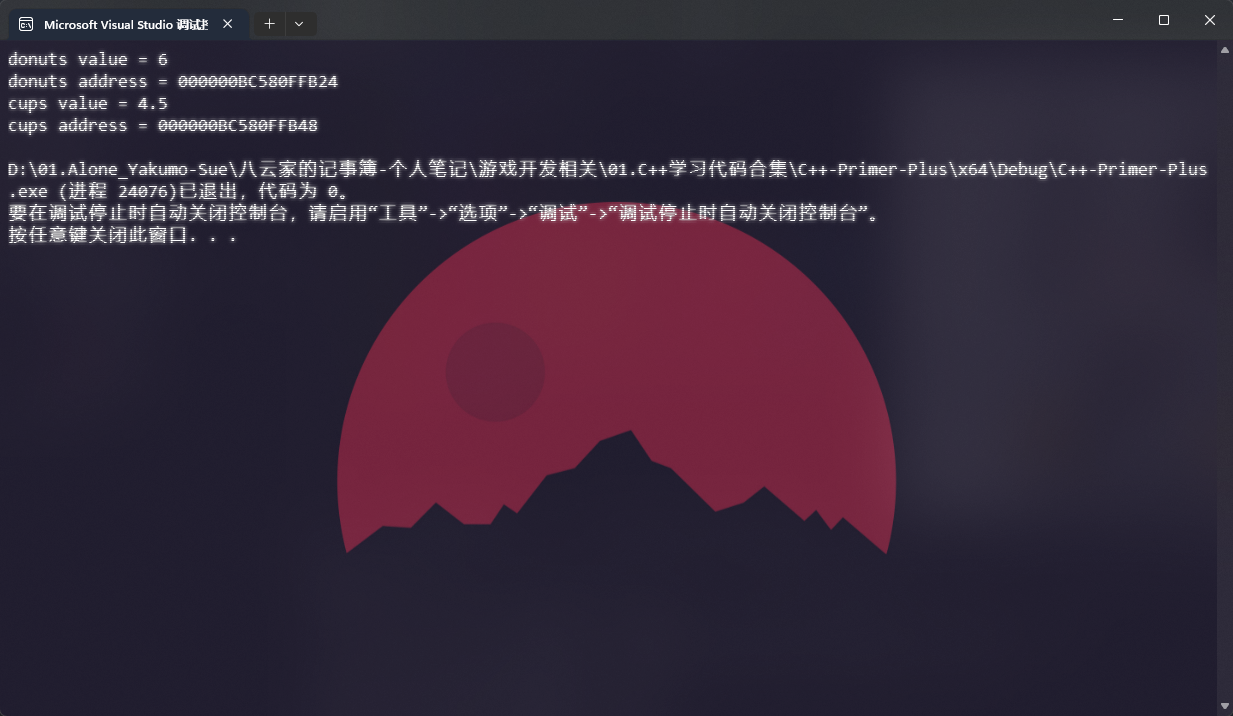 Microsoft Visual Studio 调试
donuts value = 6
donuts address = 000000BC580FFB24
cups value = 4.5
cups address = 000000BC580FFB48
D:\01.Alone_Yakumo-Sue\八云家的记事簿-个人笔记\游戏开发相关\01.C++学习代码合集\C++-Primer-Plus\x64\Debug\C++-Primer-Plus
.exe (进程 24076)已退出，代码为 0。
要在调试停止时自动关闭控制台，请启用“工具”->“选项”->“调试”->“调试停止时自动关闭控制台”。
按任意键关闭此窗口. . .